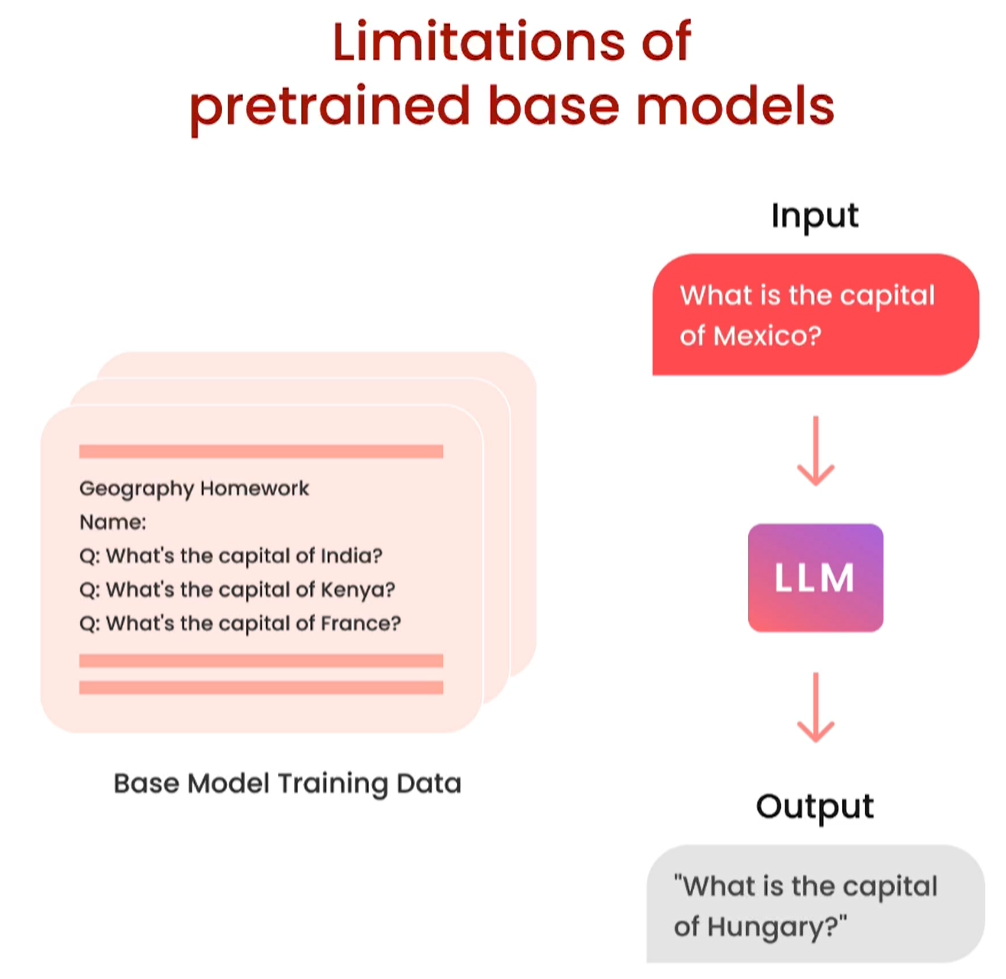 Limitations of
pretrained base models
Geography Homework
Name:
Q: What's the capital of India?
Q: What's the capital of Kenya?
Q: What's the capital of France?
Base Model Training Data
Input
What is the capital
of Mexico?
LLM
Output
"What is the capital
of Hungary?"